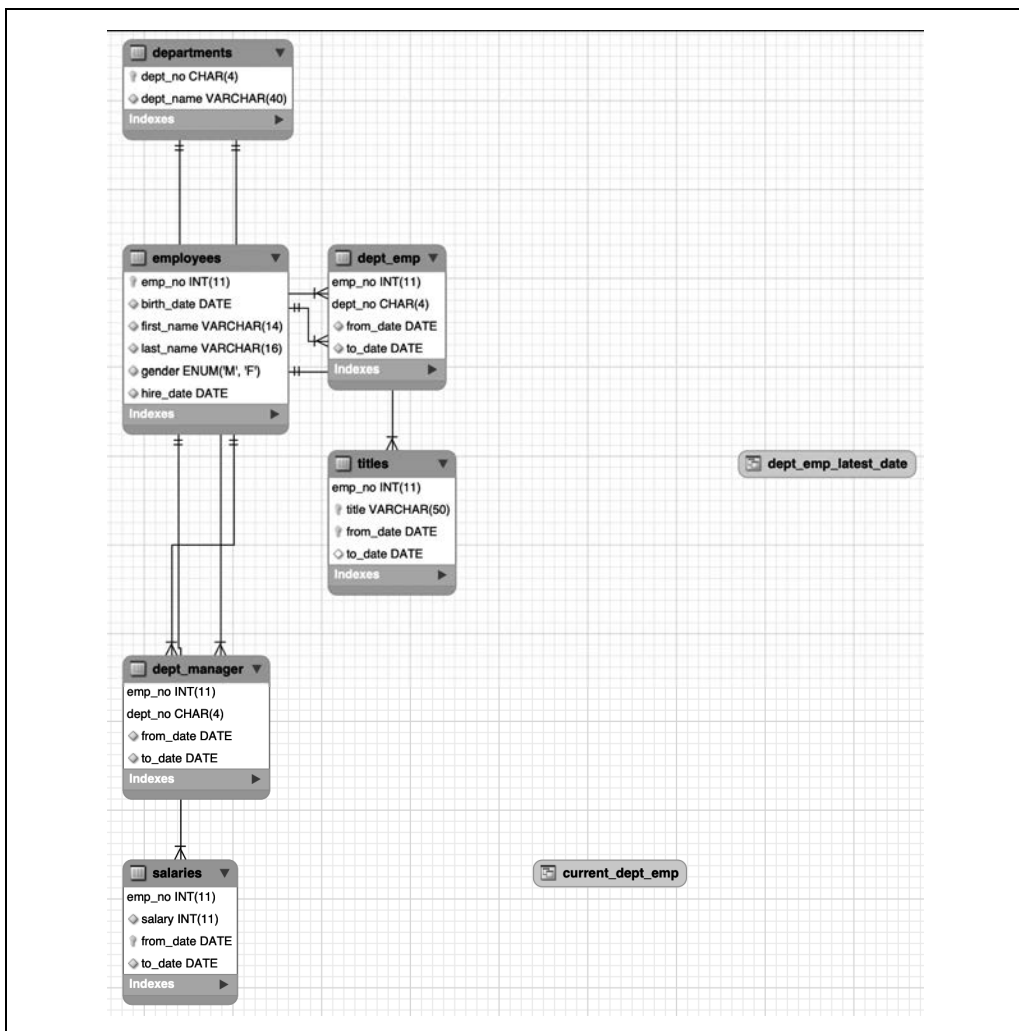 departments
dept_no CHAR(4)
dept_name VARCHAR(40)
Indexes
employees
emp_no INT(11)
birth_date DATE
first_name VARCHAR(14)
last_name VARCHAR(16)
gender ENUM('M', 'F')
hire_date DATE
Indexes
dept_emp
emp_no INT(11)
dept_no CHAR(4)
from_date DATE
to_date DATE
Indexes
titles
emp_no INT(11)
title VARCHAR(50)
from_date DATE
to_date DATE
Indexes
dept_emp_latest_date
dept_manager
emp_no INT(11)
dept_no CHAR(4)
from_date DATE
to_date DATE
Indexes
salaries
emp_no INT(11)
salary INT(11)
from_date DATE
to_date DATE
Indexes
current_dept_emp